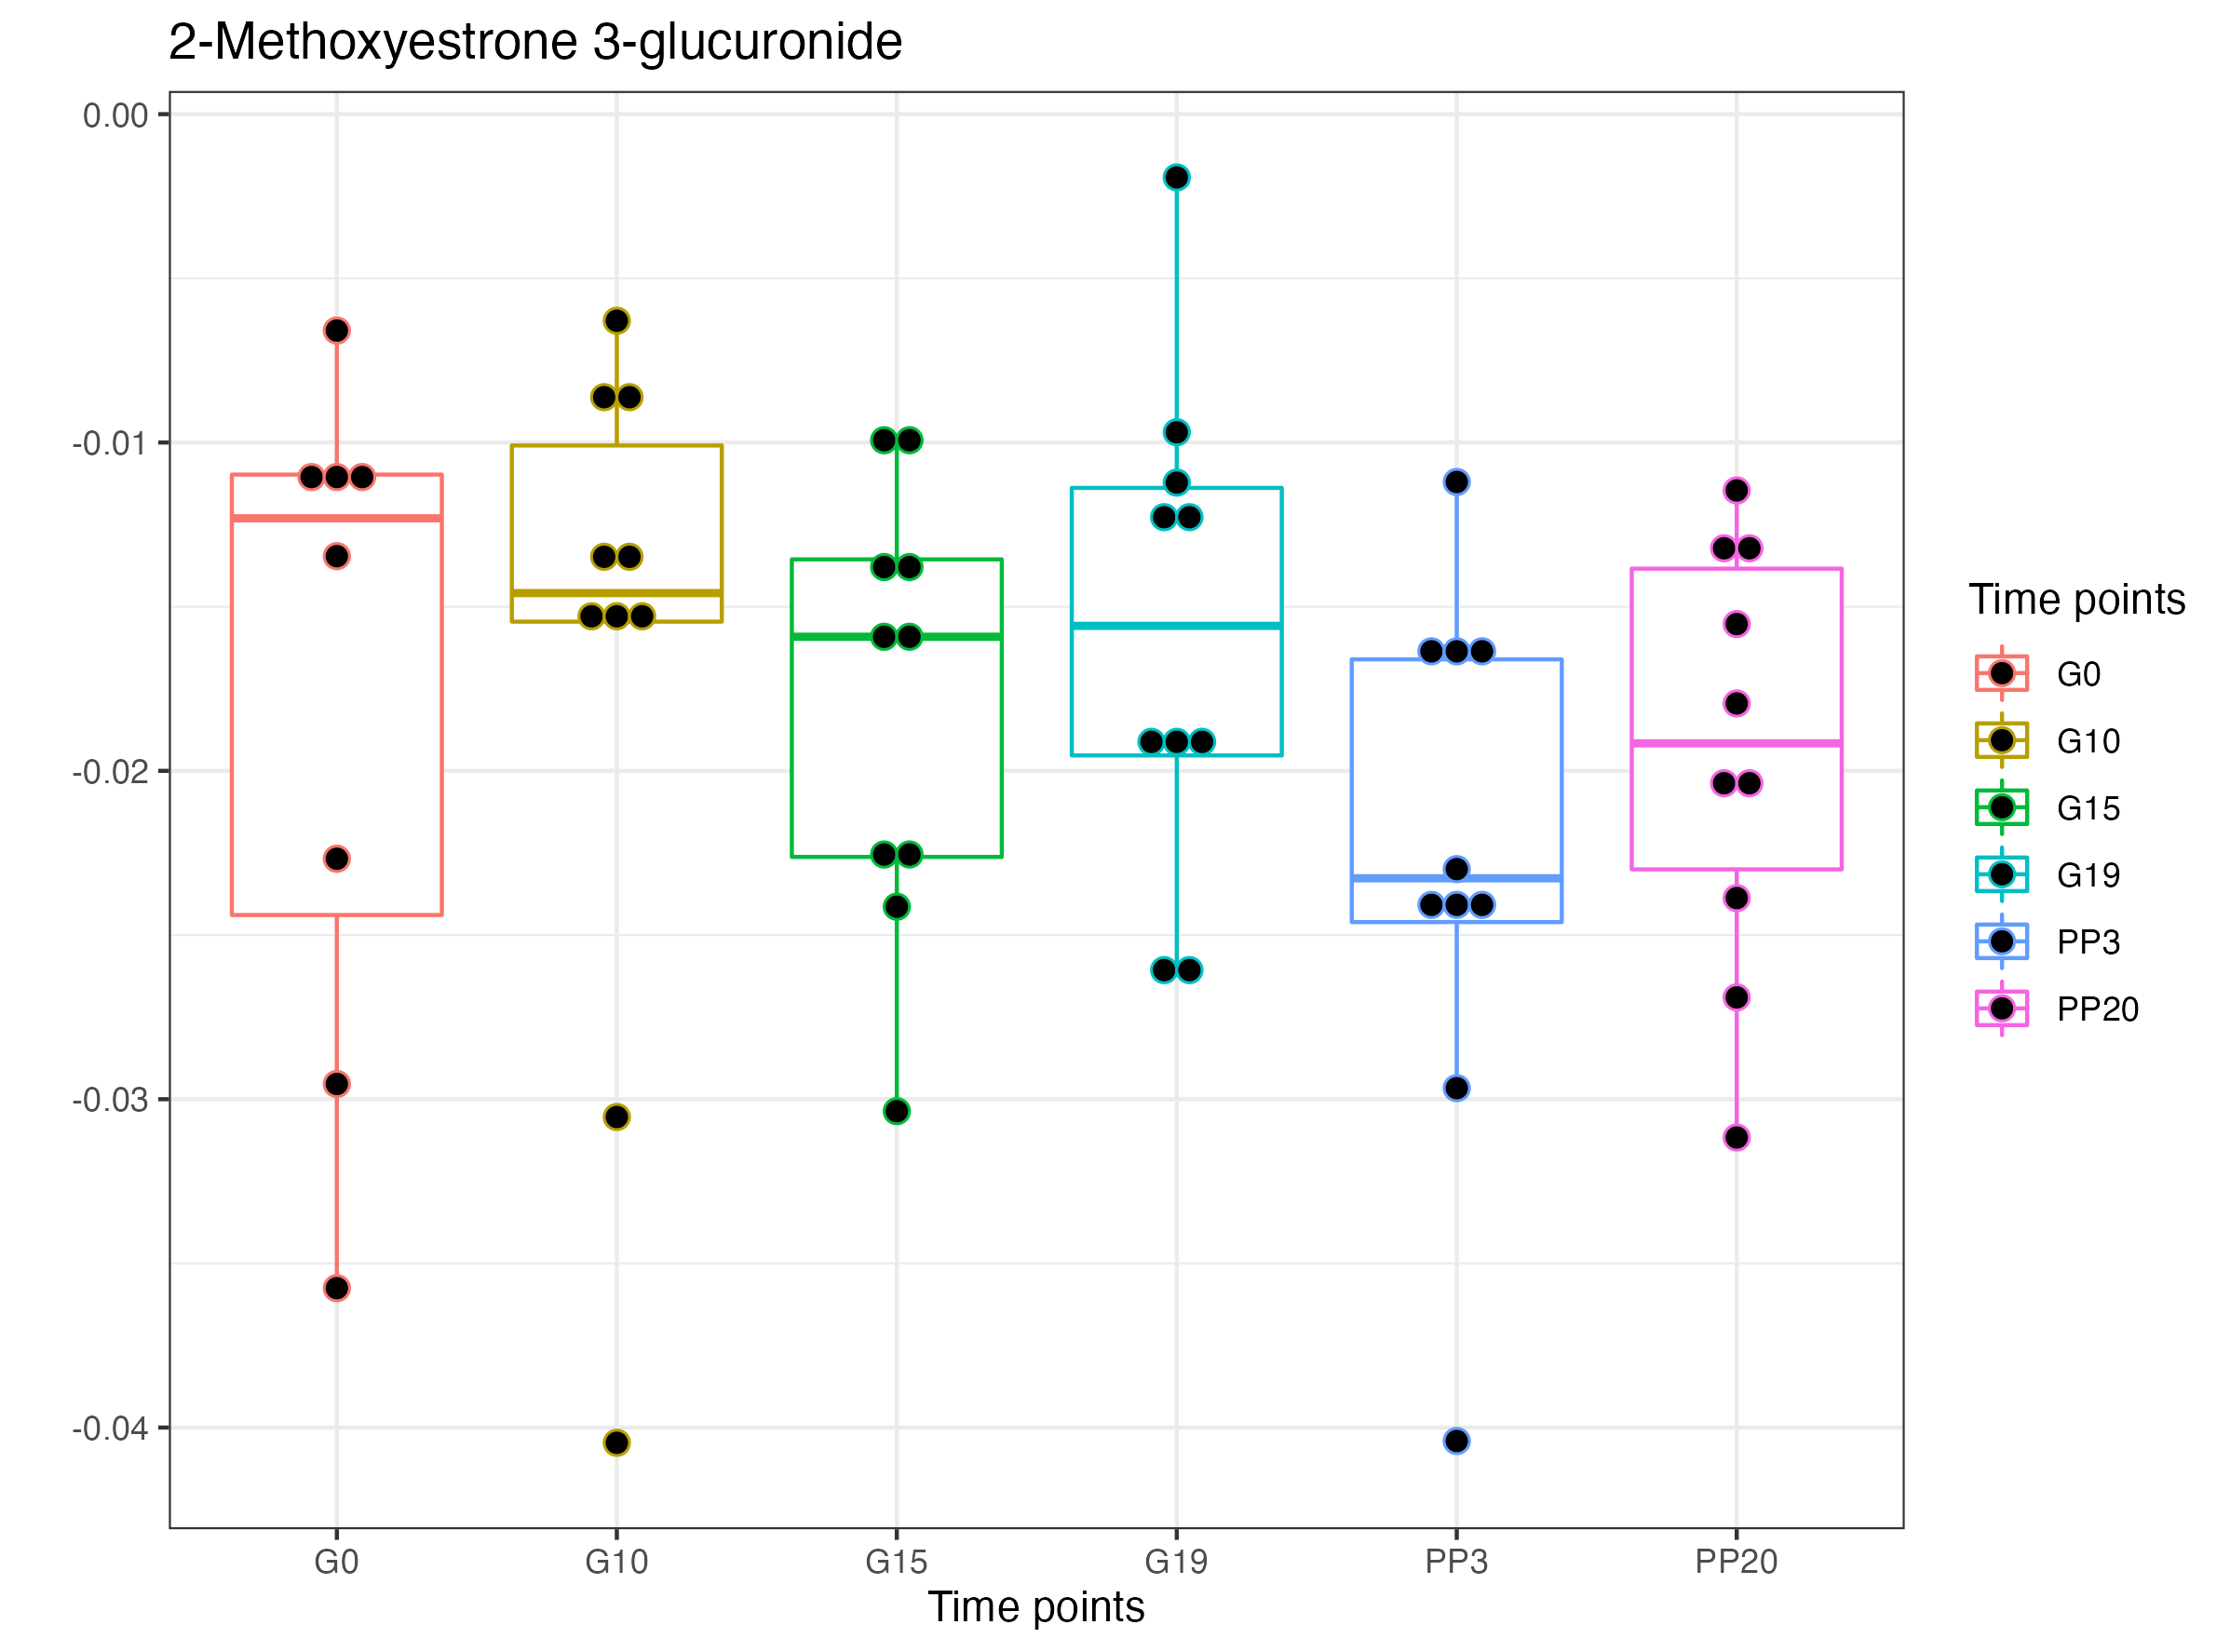 2-Methoxyestrone 3-glucuronide
0.00
-0.01
-0.02
-0.03
-0.04
G0
G10
G15
G19
PP3
PP20
Time points
Time points
G0
G10
G15
G19
PP3
PP20